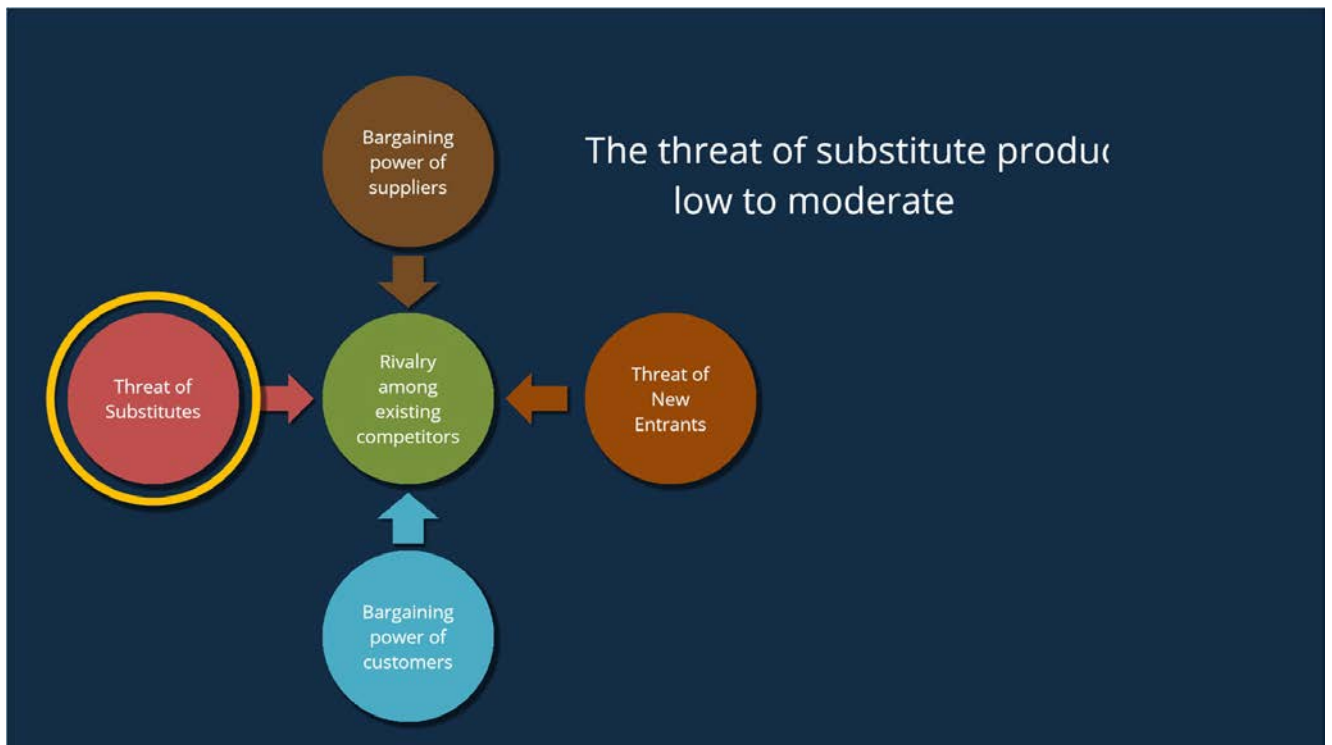 Bargaining
power of
suppliers
The threat of substitute
low to moderate
Threat of
Substitutes
Rivalry
among
existing
competitors
Threat of
New
Entrants
Bargaining
power of
customers